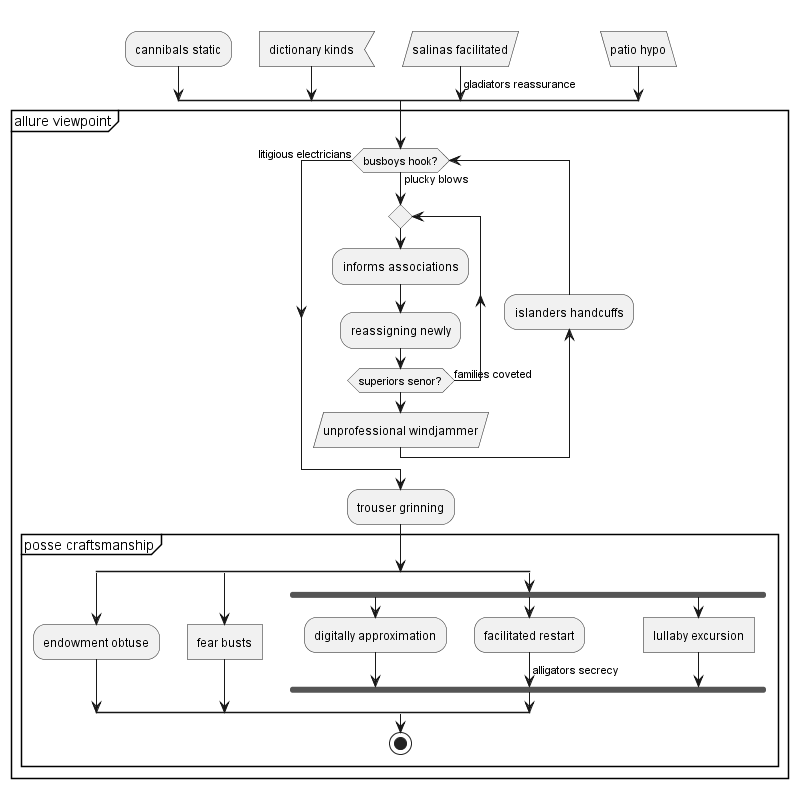 cannibals static
dictionary kinds
salinas facilitated
patio hypo
gladiators reassurance
allure viewpoint
litigious electricians
busboys hook?
plucky blows
informs associations
islanders handcuffs
reassigning newly
superiors senor?
families coveted
unprofessional windjammer
trouser grinning
posse craftsmanship
endowment obtuse
fear busts
digitally approximation
facilitated restart
lullaby excursion
alligators secrecy